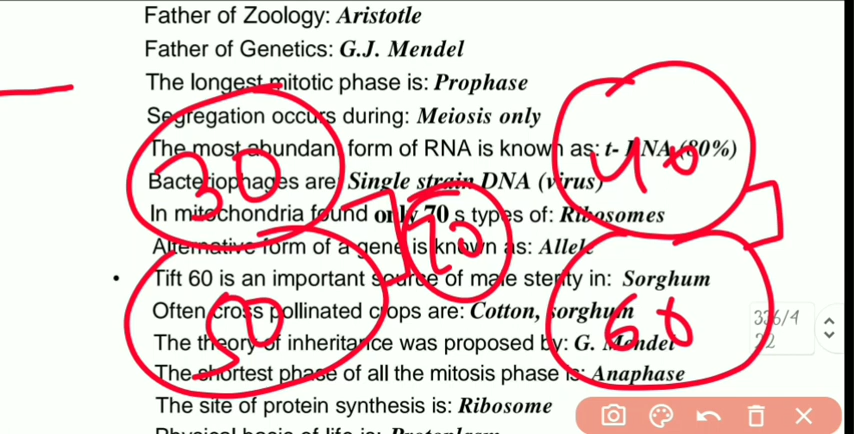 Father of Zoology: Aristotle
Father of Genetics: G.J. Mendel
The longest mitotic phase is: Prophase
Segregation occurs during: Meiosis only
The most abundan form of RNA is known as: t- RNA (80%)
Bacteriophages are Single strain DNA (virus)
In mitochondria found only 70 s types of: Ribosomes
Alternative form of a gene is known as: Allele
• Tift 60 is an important source of male sterity in: Sorghum
Often cross pollinated crops are: Cotton, sorghum
The theory of inheritance was proposed by: G. Mendel
The shortest phase of all the mitosis phase is: Anaphase
The site of protein synthesis is: Ribosome
30
40
70
50
60
336/4
22